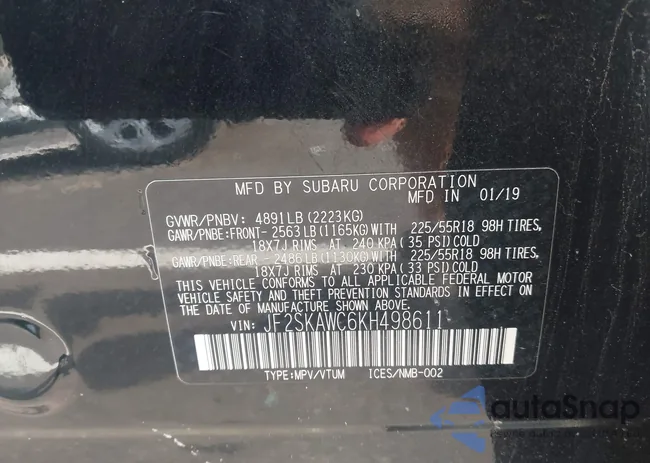 MFD BY SUBARU CORPORATION
MFD IN 01/19
GVWR/PNBV: 4891LB (2223KG)
GAWR/PNBE:FRONT-2563LB(1165KG)WITH 225/55R18 98H TIRES,
18X7J RIMS AT 240 KPA(35 PSI)COLD
GAWR/PNBE:REAR -2486LB(1130KG)WITH 225/55R18 98H TIRES,
18X7J RIMS AT 230 KPA(33 PSI)COLD
THIS VEHICLE CONFORMS TO ALL APPLICABLE FEDERAL MOTOR
VEHICLE SAFETY AND THEFT PREVENTION STANDARDS IN EFFECT ON
THE DATE OF MANUFACTURE SHOWN ABOVE.
VIN: JF2SKAWC6KH498611
TYPE:MPV/VTUM ICES/NMB-002
autoSnap
Powered by